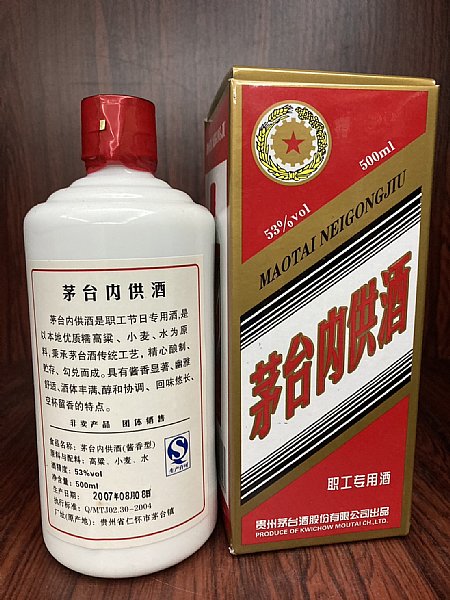 茅台内供酒
茅台内供酒是职工节日专用酒,是
以本地优质糯高粱、小麦、水为原
料,秉承茅台酒传统工艺,精心酿制、
贮存、勾兑而成。具有酱香显著、幽雅
舒适、酒体丰满、醇和协调、回味悠长、
空杯留香的特点。
非卖产品 团体销售
食品名称:茅台内供酒(酱香型)
原料与配料:高粱、小麦、水
酒精度:53%vol
净含量:500ml
生产日期:
2007年08月08日
执行标准:Q/MTJ02.30-2004
厂址(原产地):贵州省仁怀市茅台镇
53%vol 500ml
MAOTAI NEIGONGJIU
茅台内供酒
职工专用酒
贵州茅台酒股份有限公司出品
PRODUCE OF KWICHOW MOUTAI CH.,LTD.